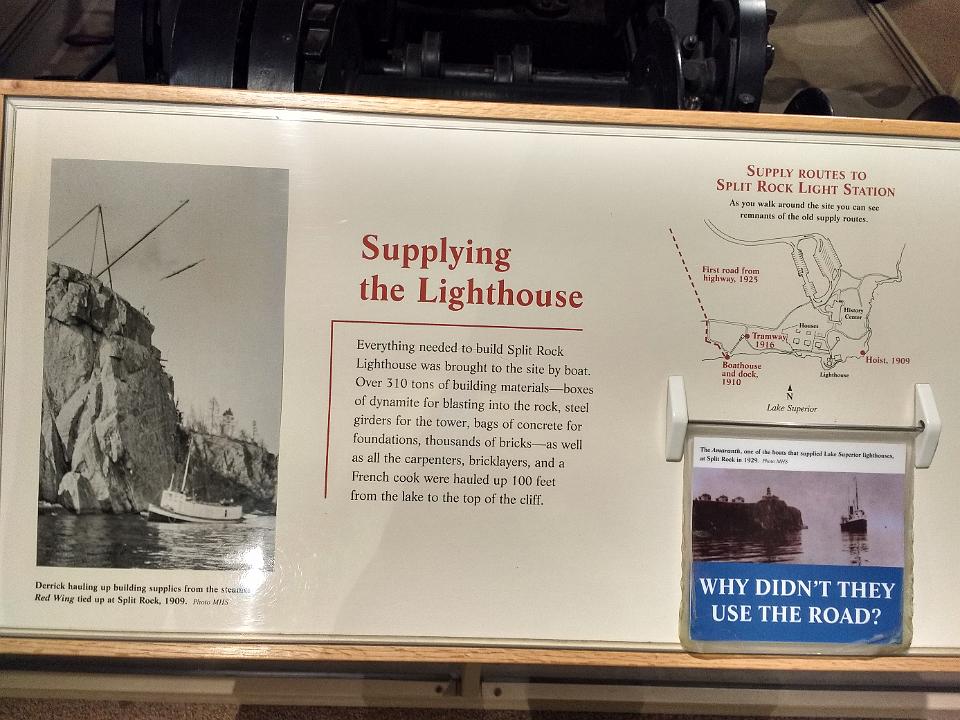 Supplying
the Lighthouse
Everything needed to build Split Rock
Lighthouse was brought to the site by boat.
Over 310 tons of building materials—boxes
of dynamite for blasting into the rock, steel
girders for the tower, bags of concrete for
foundations, thousands of bricks—as well
as all the carpenters, bricklayers, and a
French cook were hauled up 100 feet
from the lake to the top of the cliff.
Derrick hauling up building supplies from the
Red Wing tied up at Split Rock, 1909. Photo MHS
SUPPLY ROUTES TO
SPLIT ROCK LIGHT STATION
As you walk around the site you can see
remnants of the old supply routes.
First road from
highway, 1925
History
Center
Houses
Tramway
1916
Hoist, 1909
Boathouse
and dock,
1910
Lighthouse
N
Lake Superior
The Amaranth, one of the boats that supplied Lake Superior lighthouses,
at Split Rock in 1929. Photo MHS
WHY DIDN'T THEY
USE THE ROAD?